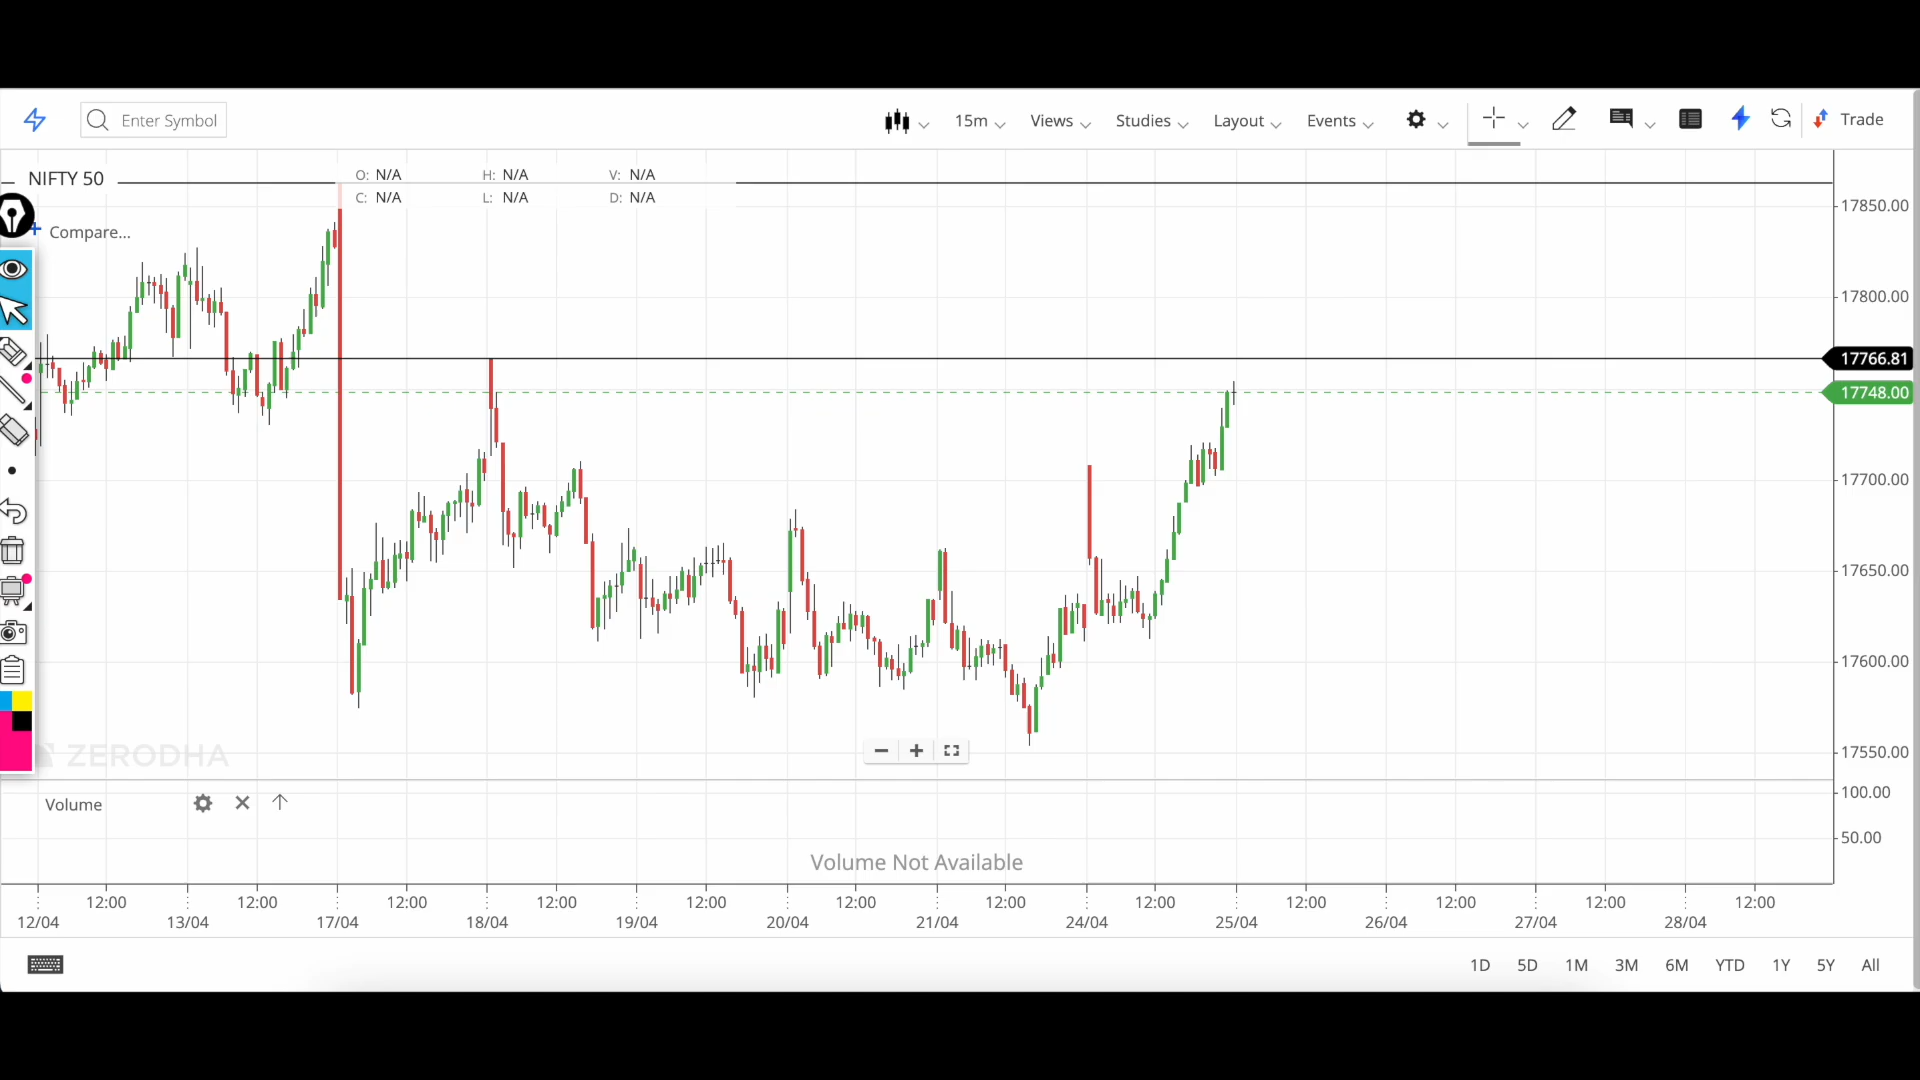 Enter Symbol
15m
Views
Studies
Layout
Events
Trade
NIFTY 50
O: N/A H: N/A V: N/A
C: N/A L: N/A D: N/A
Compare...
17850.00
17800.00
17766.81
17748.00
17700.00
17650.00
17600.00
17550.00
ZERODHA
100.00
Volume
50.00
Volume Not Available
12:00 12:00 12:00 12:00 12:00 12:00 12:00 12:00 12:00 12:00 12:00 12:00
12/04 13/04 17/04 18/04 19/04 20/04 21/04 24/04 25/04 26/04 27/04 28/04
1D 5D 1M 3M 6M YTD 1Y 5Y All